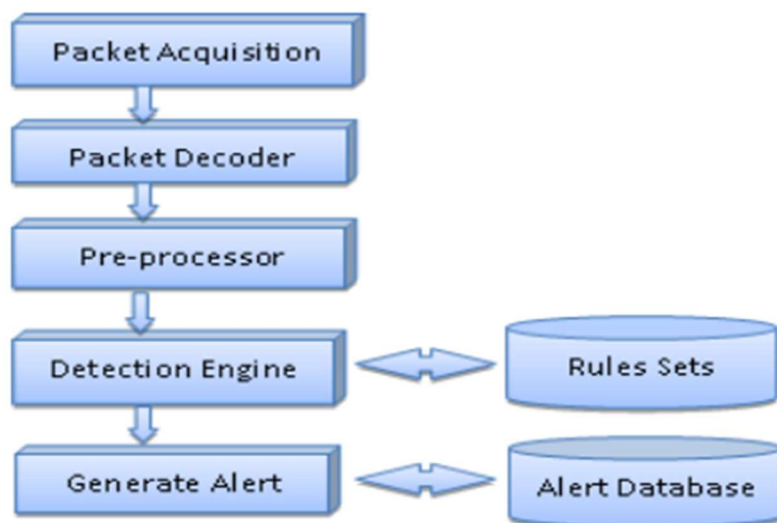 Packet Acquisition
Packet Decoder
Pre-processor
Detection Engine
Rules Sets
Generate Alert
Alert Database